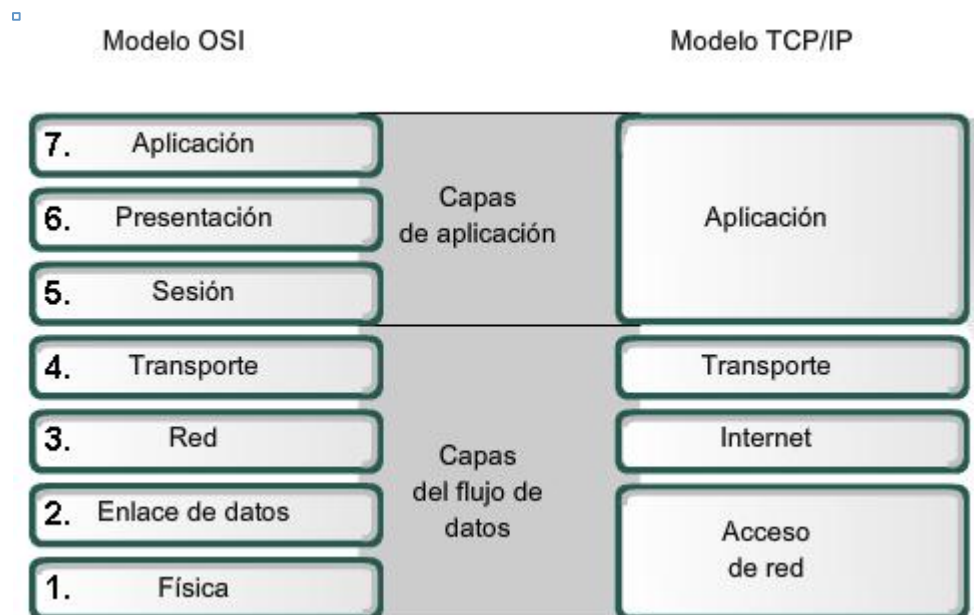 Modelo OSI
Modelo TCP/IP
7. Aplicación
6. Presentación
5. Sesión
4. Transporte
3. Red
2. Enlace de datos
1. Física
Capas
de aplicación
Capas
del flujo de
datos
Aplicación
Transporte
Internet
Acceso
de red